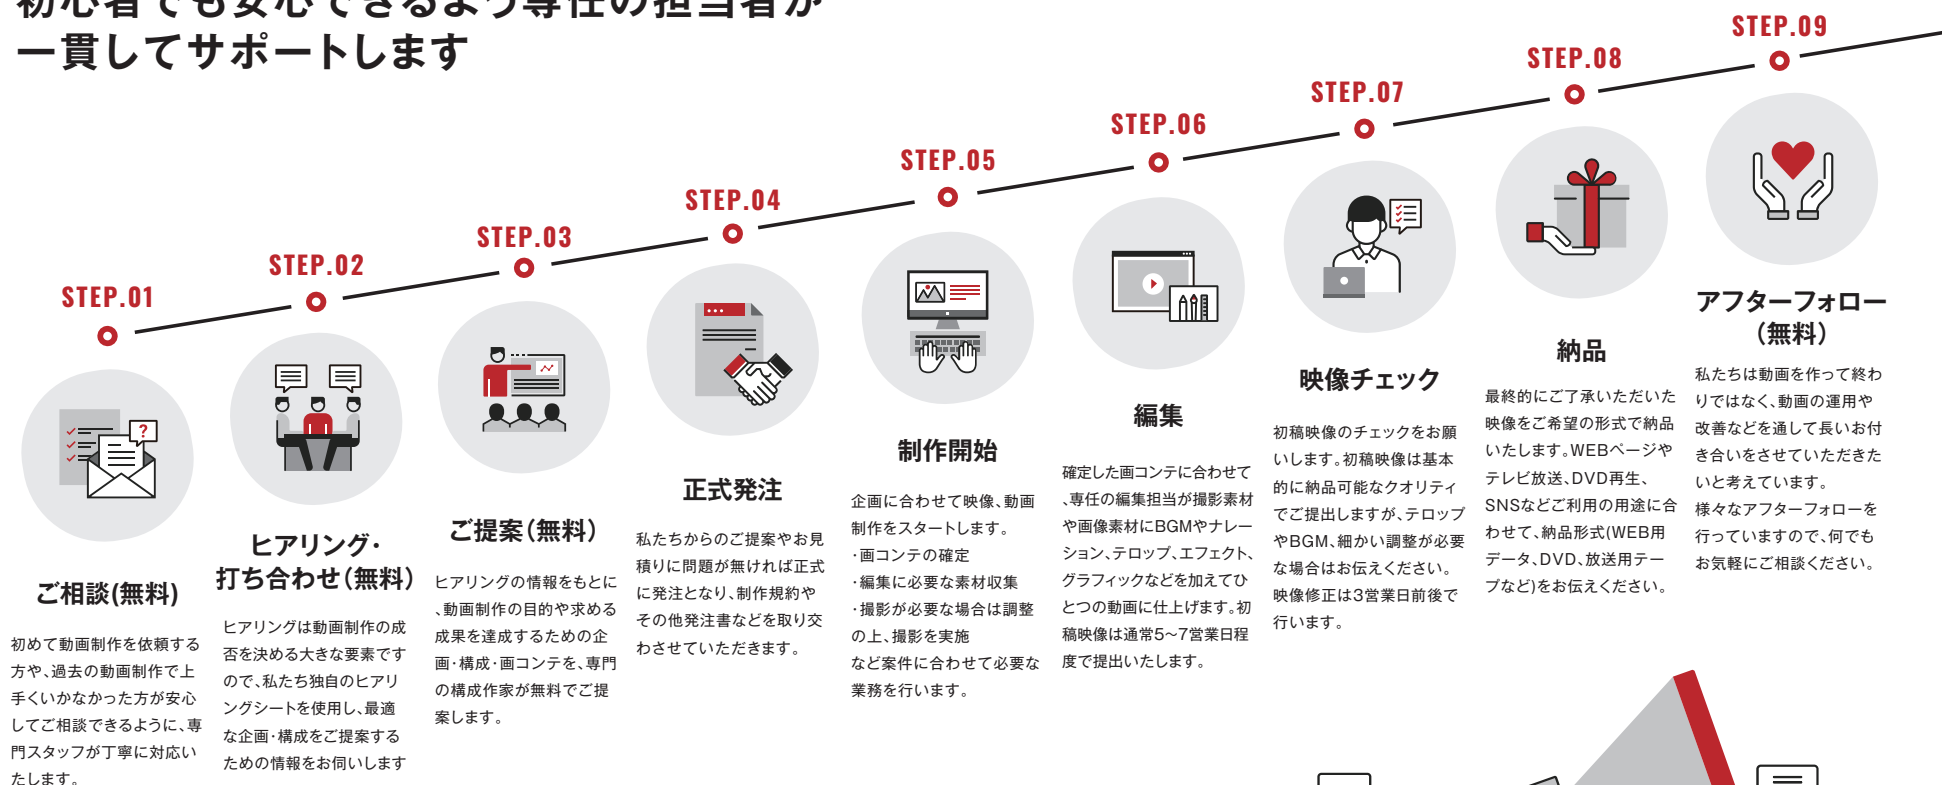 初心者でも安心できるよう専任の担当者が
一貫してサポートします
STEP.01
ご相談(無料)
初めて動画制作を依頼する
方や、過去の動画制作で上
手くいかなかった方が安心
してご相談できるように、専
門スタッフが丁寧に対応い
たします。
STEP.02
ヒアリング・
打ち合わせ（無料）
ヒアリングは動画制作の成
否を決める大きな要素です
ので、私たち独自のヒアリ
ングシートを使用し、最適
な企画・構成をご提案する
ための情報をお伺いします
STEP.03
ご提案（無料）
ヒアリングの情報をもとに
、動画制作の目的や求める
成果を達成するための企
画・構成・画コンテを、専門
の構成作家が無料でご提
案します。
STEP.04
正式発注
私たちからのご提案やお見
積りに問題が無ければ正式
に発注となり、制作規約や
その他発注書などを取り交
わさせていただきます。
STEP.05
制作開始
企画に合わせて映像、動画
制作をスタートします。
・画コンテの確定
・編集に必要な素材収集
・撮影が必要な場合は調整
の上、撮影を実施
など案件に合わせて必要な
業務を行います。
STEP.06
編集
確定した画コンテに合わせて
、専任の編集担当が撮影素材
や画像素材にBGMやナレー
ション、テロップ、エフェクト、
グラフィックなどを加えてひ
とつの動画に仕上げます。初
稿映像は通常5〜7営業日程
度で提出いたします。
STEP.07
映像チェック
初稿映像のチェックをお願
いします。初稿映像は基本
的に納品可能なクオリティ
でご提出しますが、テロップ
やBGM、細かい調整が必要
な場合はお伝えください。
映像修正は3営業日前後で
行います。
STEP.08
納品
最終的にご了承いただいた
映像をご希望の形式で納品
いたします。WEBページや
テレビ放送、DVD再生、
SNSなどご利用の用途に合
わせて、納品形式(WEB用
データ、DVD、放送用テー
プなど)をお伝えください。
STEP.09
アフターフォロー
（無料）
私たちは動画を作って終わ
りではなく、動画の運用や
改善などを通して長いお付
き合いをさせていただきた
いと考えています。
様々なアフターフォローを
行っていますので、何でも
お気軽にご相談ください。